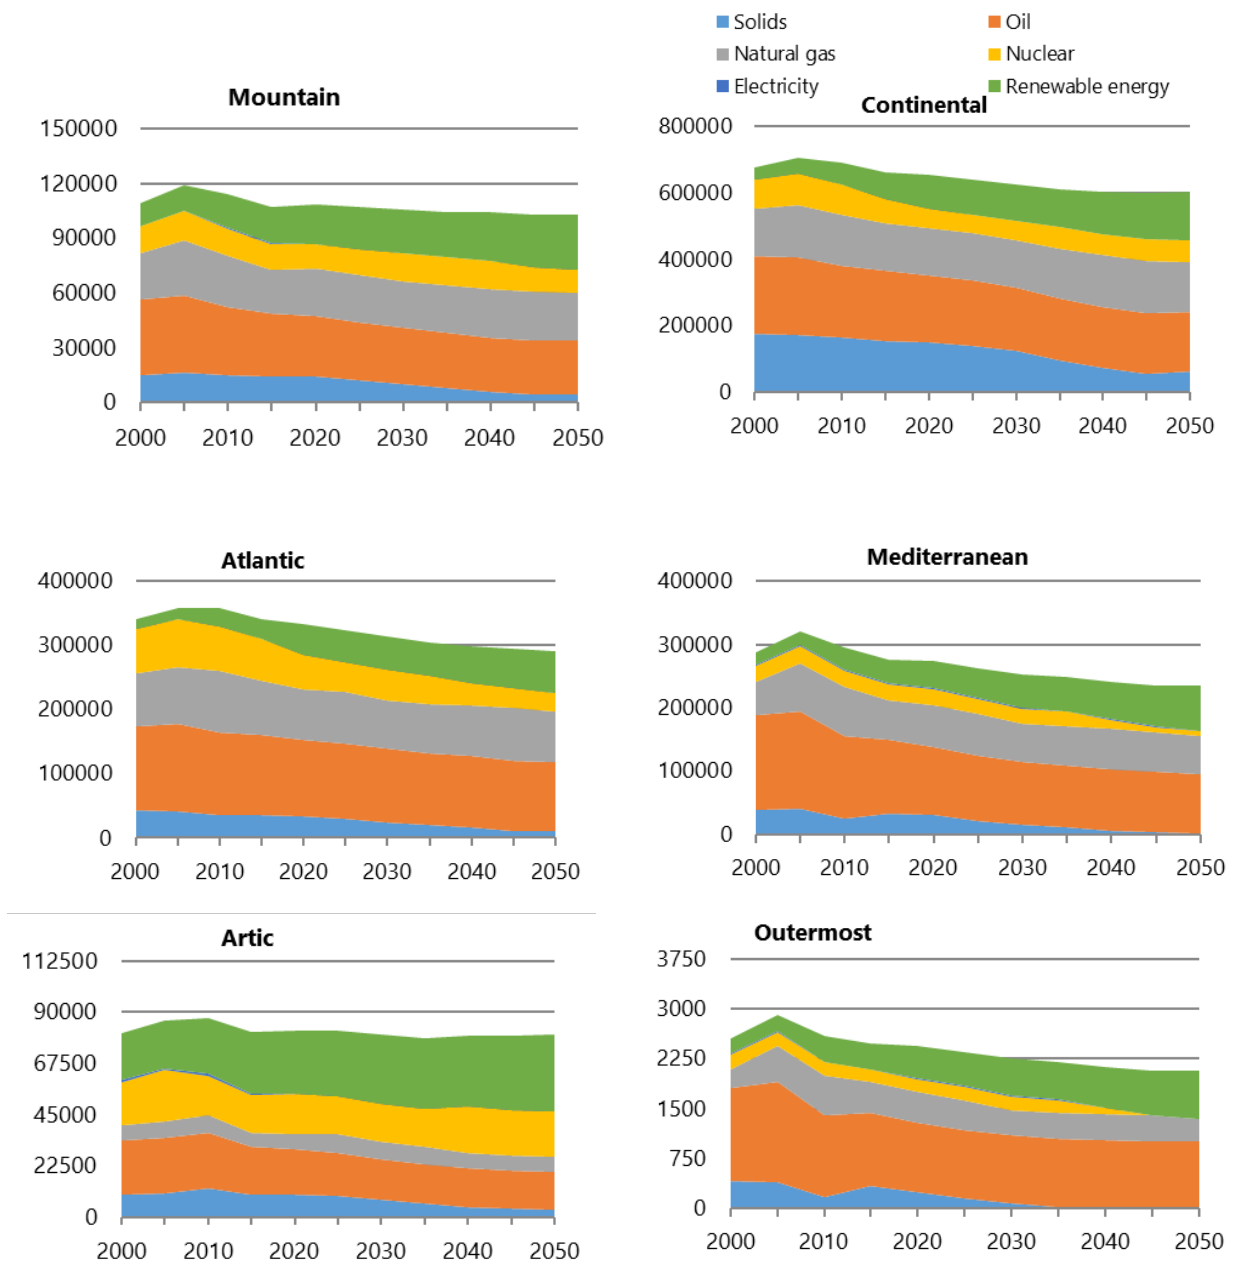 Solids
Oil
Natural gas
Nuclear
Electricity
Renewable energy
Mountain
150000
120000
90000
60000
30000
0
2000 2010 2020 2030 2040 2050
Continental
800000
600000
400000
200000
0
2000 2010 2020 2030 2040 2050
Atlantic
400000
300000
200000
100000
0
2000 2010 2020 2030 2040 2050
Mediterranean
400000
300000
200000
100000
0
2000 2010 2020 2030 2040 2050
Artic
112500
90000
67500
45000
22500
0
2000 2010 2020 2030 2040 2050
Outermost
3750
3000
2250
1500
750
0
2000 2010 2020 2030 2040 2050